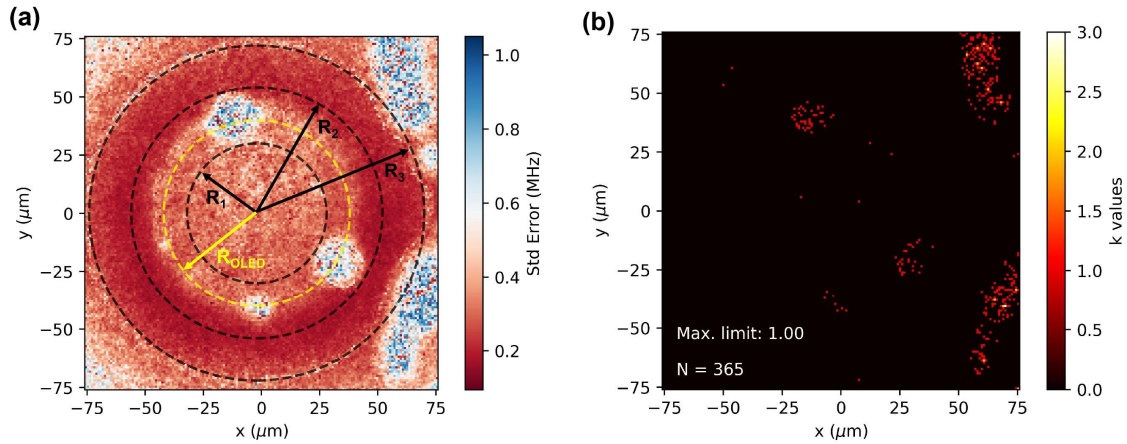 (a)
75
50
25
0
−25
−50
−75
y (μm)
−75 −50 −25 0 25 50 75
x (μm)
R1
R2
R3
ROLED
1.0
0.8
0.6
0.4
0.2
Std Error (MHz)
(b)
75
50
25
0
−25
−50
−75
y (μm)
Max. limit: 1.00
N = 365
−75 −50 −25 0 25 50 75
x (μm)
3.0
2.5
2.0
1.5
1.0
0.5
0.0
k values